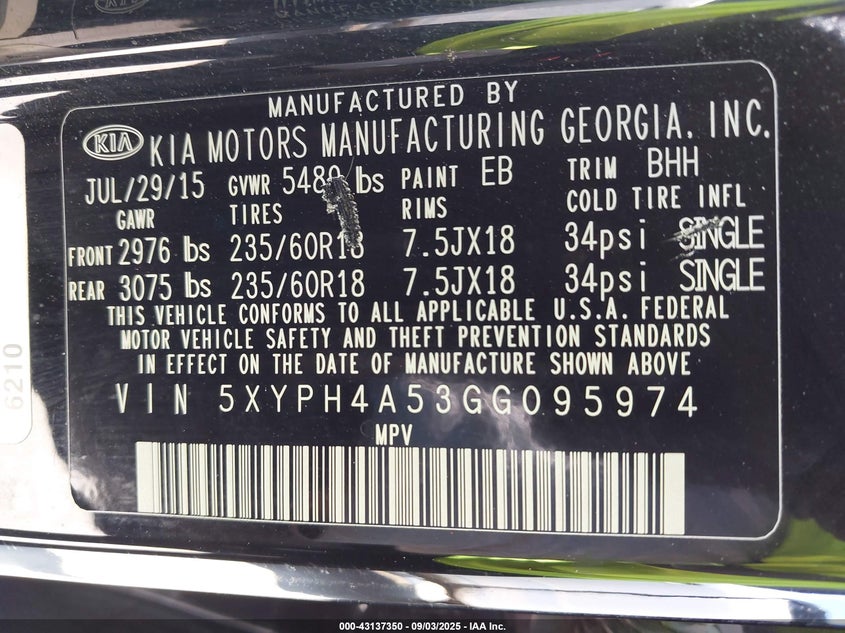 MANUFACTURED BY
KIA KIA MOTORS MANUFACTURING GEORGIA, INC.
JUL/29/15 GVWR 5480 lbs PAINT EB TRIM BHH
GAWR TIRES RIMS COLD TIRE INFL
FRONT 2976 lbs 235/60R18 7.5JX18 34psi SINGLE
REAR 3075 lbs 235/60R18 7.5JX18 34psi SINGLE
THIS VEHICLE CONFORMS TO ALL APPLICABLE U.S.A. FEDERAL
MOTOR VEHICLE SAFETY AND THEFT PREVENTION STANDARDS
IN EFFECT ON THE DATE OF MANUFACTURE SHOWN ABOVE
VIN 5XYPH4A53GG095974
MPV
6210
000-43137350 - 09/03/2025 - IAA Inc.